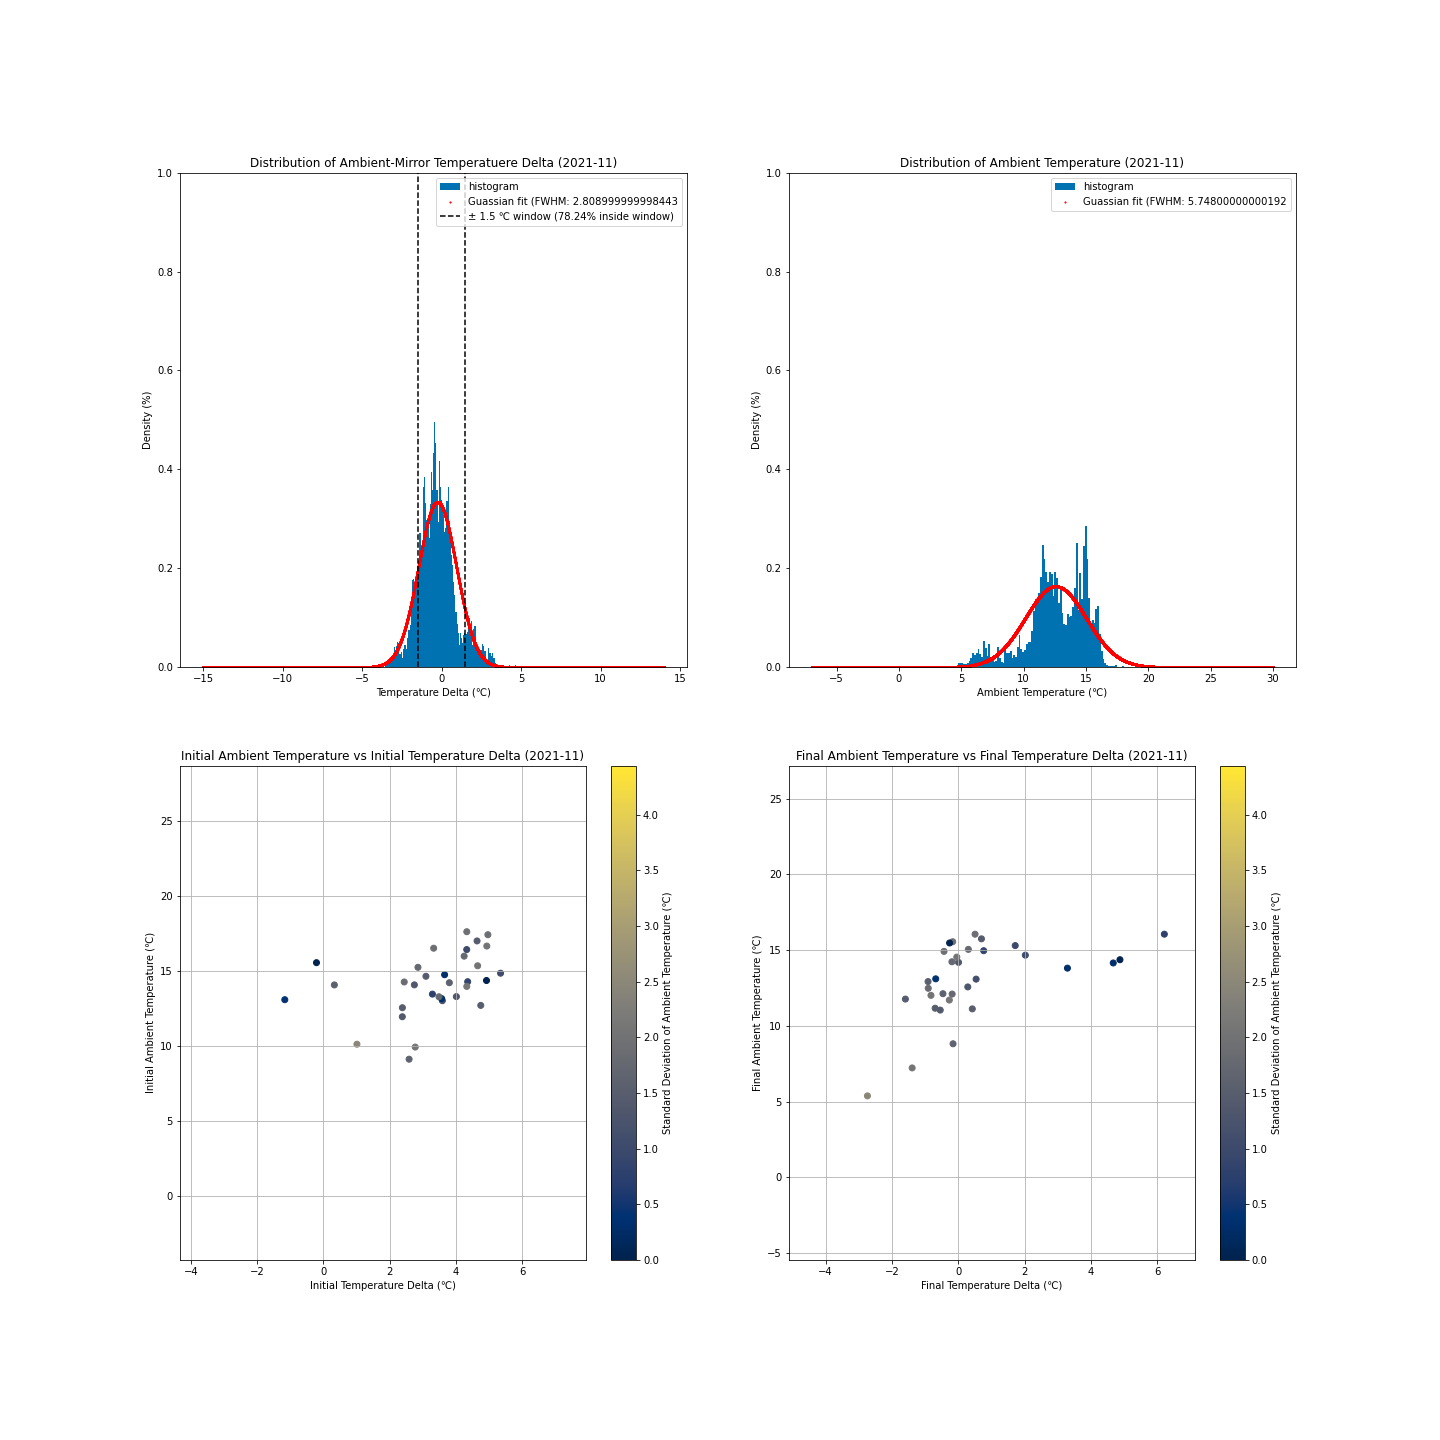 Distribution of Ambient-Mirror Temperatuere Delta (2021-11)
1.0
0.8
0.6
0.4
0.2
0.0
Density (%)
histogram
Guassian fit (FWHM: 2.808999999998443
± 1.5 ℃ window (78.24% inside window)
−15 −10 −5 0 5 10 15
Temperature Delta (℃)
Distribution of Ambient Temperature (2021-11)
1.0
0.8
0.6
0.4
0.2
0.0
Density (%)
histogram
Guassian fit (FWHM: 5.74800000000192
−5 0 5 10 15 20 25 30
Ambient Temperature (℃)
Initial Ambient Temperature vs Initial Temperature Delta (2021-11)
25
20
15
10
5
0
Initial Ambient Temperature (℃)
−4 −2 0 2 4 6
Initial Temperature Delta (℃)
4.0
3.5
3.0
2.5
2.0
1.5
1.0
0.5
0.0
Standard Deviation of Ambient Temperature (℃)
Final Ambient Temperature vs Final Temperature Delta (2021-11)
25
20
15
10
5
0
−5
Final Ambient Temperature (℃)
−4 −2 0 2 4 6
Final Temperature Delta (℃)
4.0
3.5
3.0
2.5
2.0
1.5
1.0
0.5
0.0
Standard Deviation of Ambient Temperature (℃)